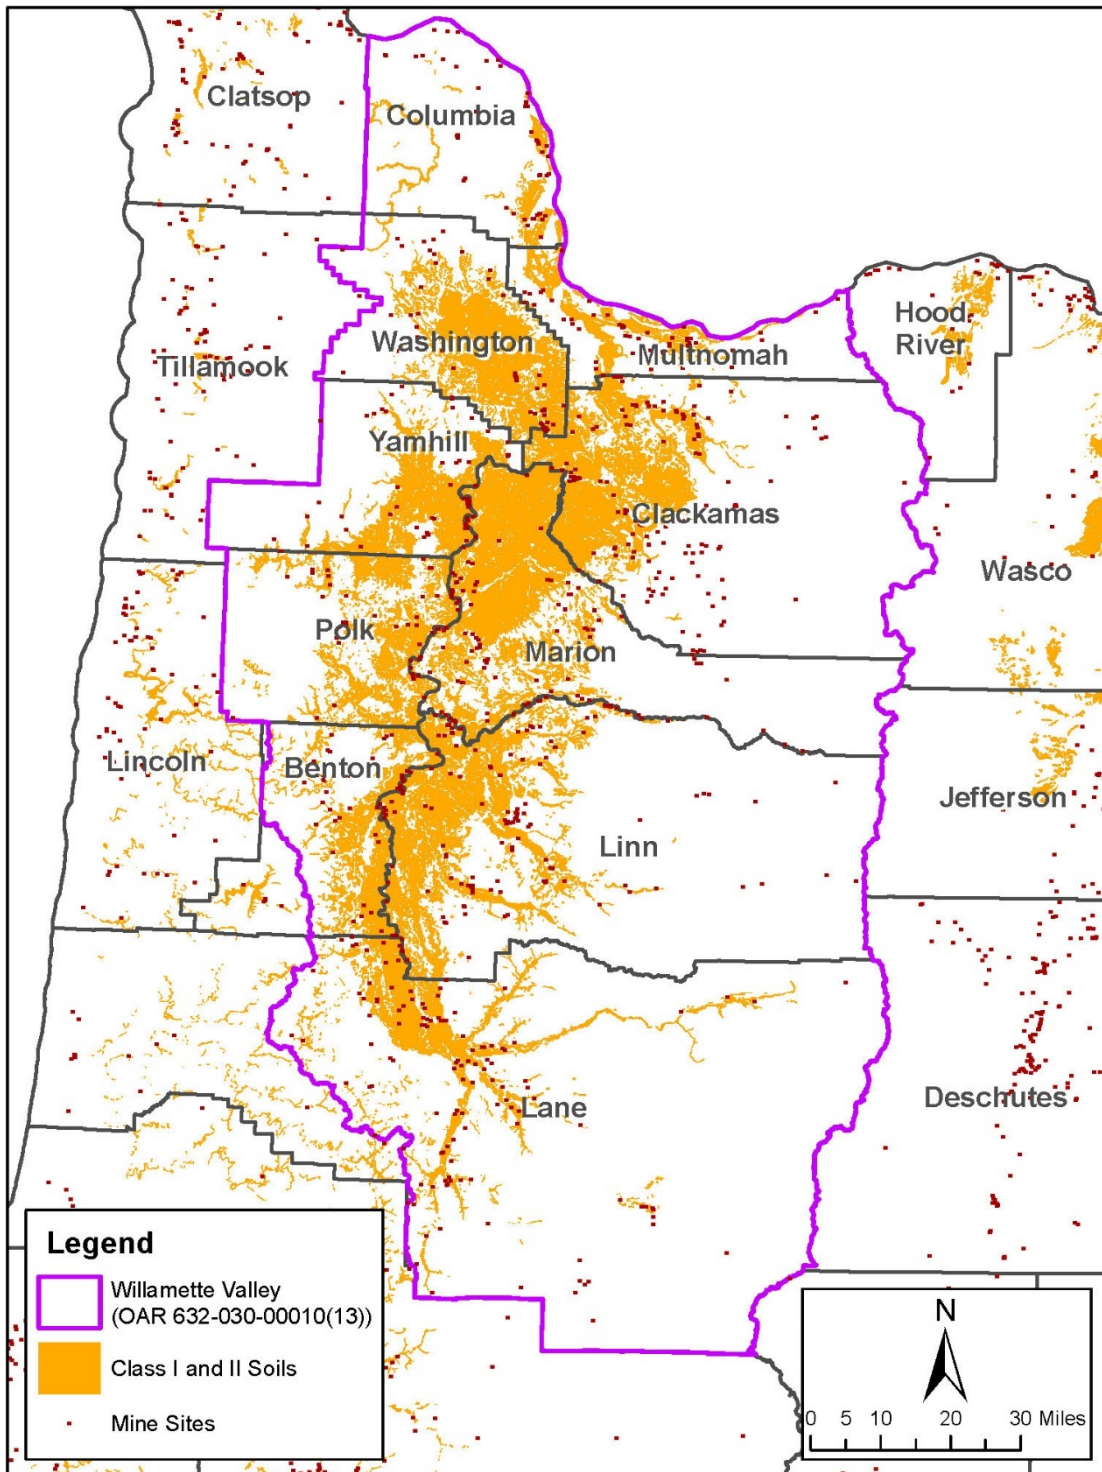 Clatsop
Columbia
Hood
River
Washington
Multnomah
Tillamook
Yamhill
Clackamas
Wasco
Polk
Marion
Lincoln
Benton
Jefferson
Linn
Deschutes
Lane
Legend
Willamette Valley
(OAR 632-030-00010(13))
Class I and II Soils
Mine Sites
N
0 5 10 20 30 Miles